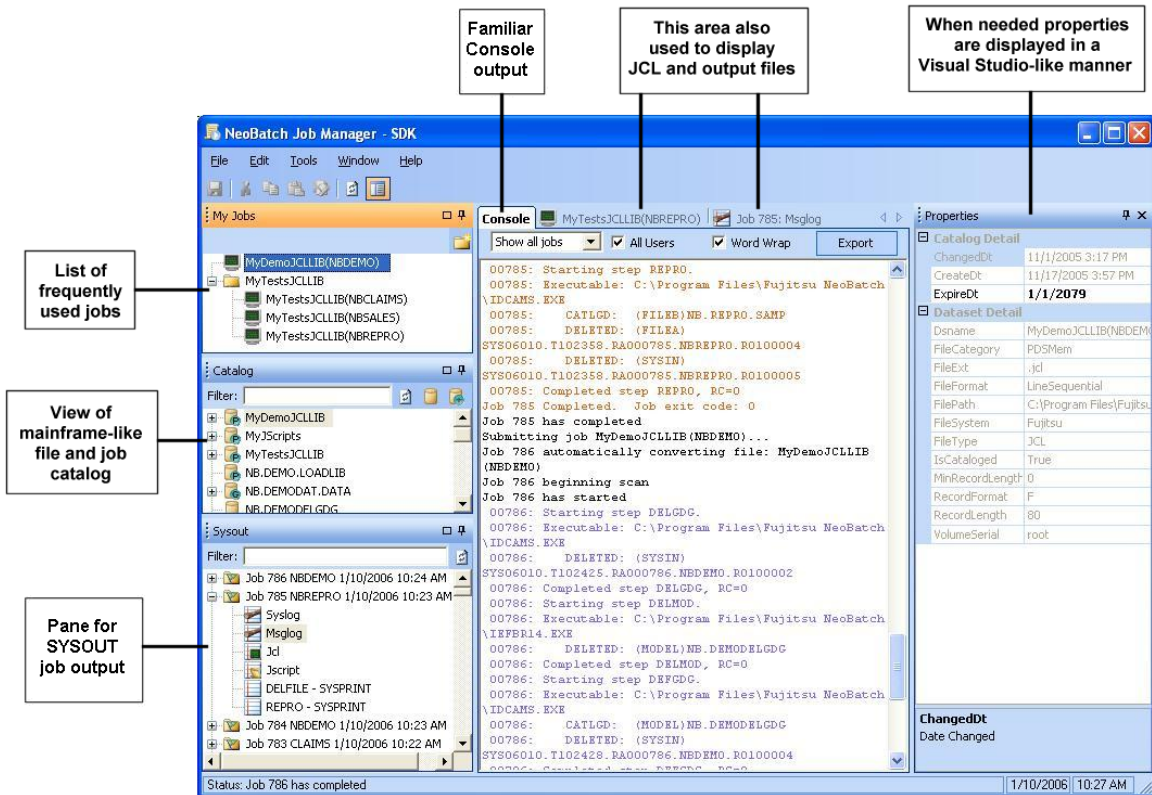 Familiar
Console
output
This area also
used to display
JCL and output files
When needed properties
are displayed in a
Visual Studio-like manner
List of
frequently
used jobs
View of
mainframe-like
file and job
catalog
Pane for
SYSOUT
job output
NeoBatch Job Manager - SDK
File Edit Tools Window Help
My Jobs
MyDemoJCLLIB(NBDEMO)
MyTestsJCLLIB
MyTestsJCLLIB(NBCLAIMS)
MyTestsJCLLIB(NBSALES)
MyTestsJCLLIB(NBREPRO)
Catalog
Filter:
MyDemoJCLLIB
MyJScripts
MyTestsJCLLIB
NB.DEMO.LOADLIB
NB.DEMODAT.DATA
NB.DEMODELGDG
Sysout
Filter:
Job 786 NBDEMO 1/10/2006 10:24 AM
Job 785 NBREPRO 1/10/2006 10:23 AM
Syslog
Msglog
Jcl
Jscript
DELFILE - SYSPRINT
REPRO - SYSPRINT
Job 784 NBDEMO 1/10/2006 10:23 AM
Job 783 CLAIMS 1/10/2006 10:22 AM
Console MyTestsJCLLIB(NBREPRO) Job 785: Msglog
Show all jobs All Users Word Wrap Export
00785: Starting step REPRO.
00785: Executable: C:\Program Files\Fujitsu NeoBatch
\IDCAMS.EXE
00785: CATLGD: (FILEB)NB.REPRO.SAMP
00785: DELETED: (FILEA)
SYS06010.T102358.RA000785.NBREPRO.R0100004
00785: DELETED: (SYSIN)
SYS06010.T102358.RA000785.NBREPRO.R0100005
00785: Completed step REPRO, RC=0
Job 785 Completed. Job exit code: 0
Job 785 has completed
Submitting job MyDemoJCLLIB(NBDEMO)...
Job 786 automatically converting file: MyDemoJCLLIB
(NBDEMO)
Job 786 beginning scan
Job 786 has started
00786: Starting step DELGDG.
00786: Executable: C:\Program Files\Fujitsu NeoBatch
\IDCAMS.EXE
00786: DELETED: (SYSIN)
SYS06010.T102425.RA000786.NBDEMO.R0100002
00786: Completed step DELGDG, RC=0
00786: Starting step DELMOD.
00786: Executable: C:\Program Files\Fujitsu NeoBatch
\IEFBR14.EXE
00786: DELETED: (MODEL)NB.DEMODELGDG
00786: Completed step DELMOD, RC=0
00786: Starting step DEFGDG.
00786: Executable: C:\Program Files\Fujitsu NeoBatch
\IDCAMS.EXE
00786: CATLGD: (MODEL)NB.DEMODELGDG
00786: DELETED: (SYSIN)
SYS06010.T102428.RA000786.NBDEMO.R0100004
00786: Completed step DEFGDG, RC=0
Properties
Catalog Detail
ChangedDt 11/1/2005 3:17 PM
CreateDt 11/17/2005 3:57 PM
ExpireDt 1/1/2079
Dataset Detail
Dsname MyDemoJCLLIB(NBDEMO
FileCategory PDSMem
FileExt .jcl
FileFormat LineSequential
FilePath C:\Program Files\Fujitsu
FileSystem Fujitsu
FileType JCL
IsCataloged True
MinRecordLength 0
RecordFormat F
RecordLength 80
VolumeSerial root
ChangedDt
Date Changed
Status: Job 786 has completed 1/10/2006 10:27 AM